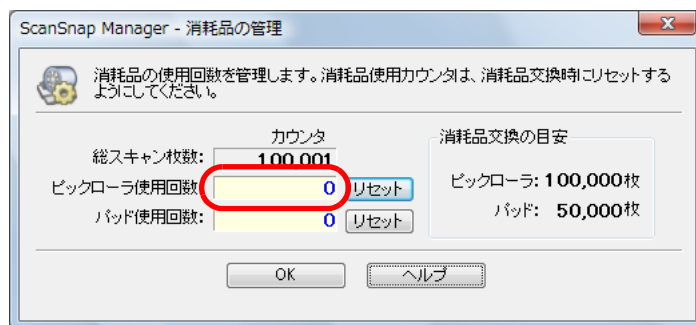 ScanSnap Manager - 消耗品の管理
消耗品の使用回数を管理します。消耗品使用カウンタは、消耗品交換時にリセットする
ようにしてください。
カウンタ
総スキャン枚数: 100,001
ピックローラ使用回数: 0 リセット
パッド使用回数: 0 リセット
消耗品交換の目安
ピックローラ: 100,000枚
パッド: 50,000枚
OK ヘルプ